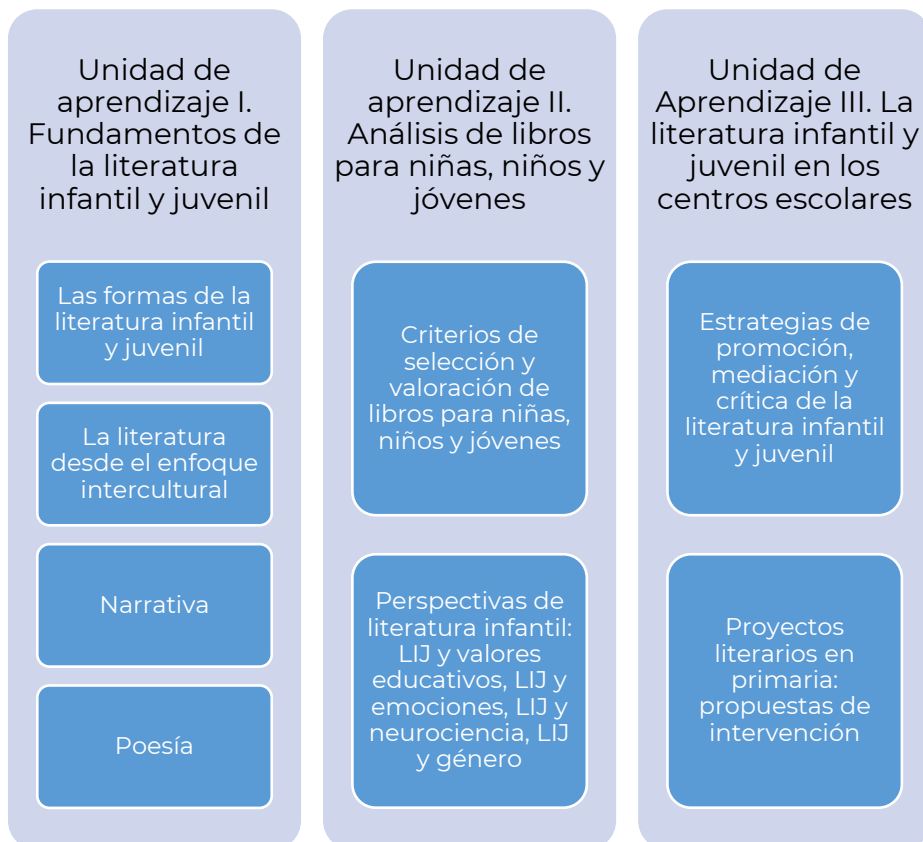 Unidad de
aprendizaje I.
Fundamentos de
la literatura
infantil y juvenil
Las formas de la
literatura infantil
y juvenil
La literatura
desde el enfoque
intercultural
Narrativa
Poesía
Unidad de
aprendizaje II.
Análisis de libros
para niñas, niños y
jóvenes
Criterios de
selección y
valoración de
libros para niñas,
niños y jóvenes
Perspectivas de
literatura infantil:
LIJ y valores
educativos, LIJ y
emociones, LIJ y
neurociencia, LIJ
y género
Unidad de
Aprendizaje III. La
literatura infantil y
juvenil en los
centros escolares
Estrategias de
promoción,
mediación y
crítica de la
literatura infantil
y juvenil
Proyectos
literarios en
primaria:
propuestas de
intervención